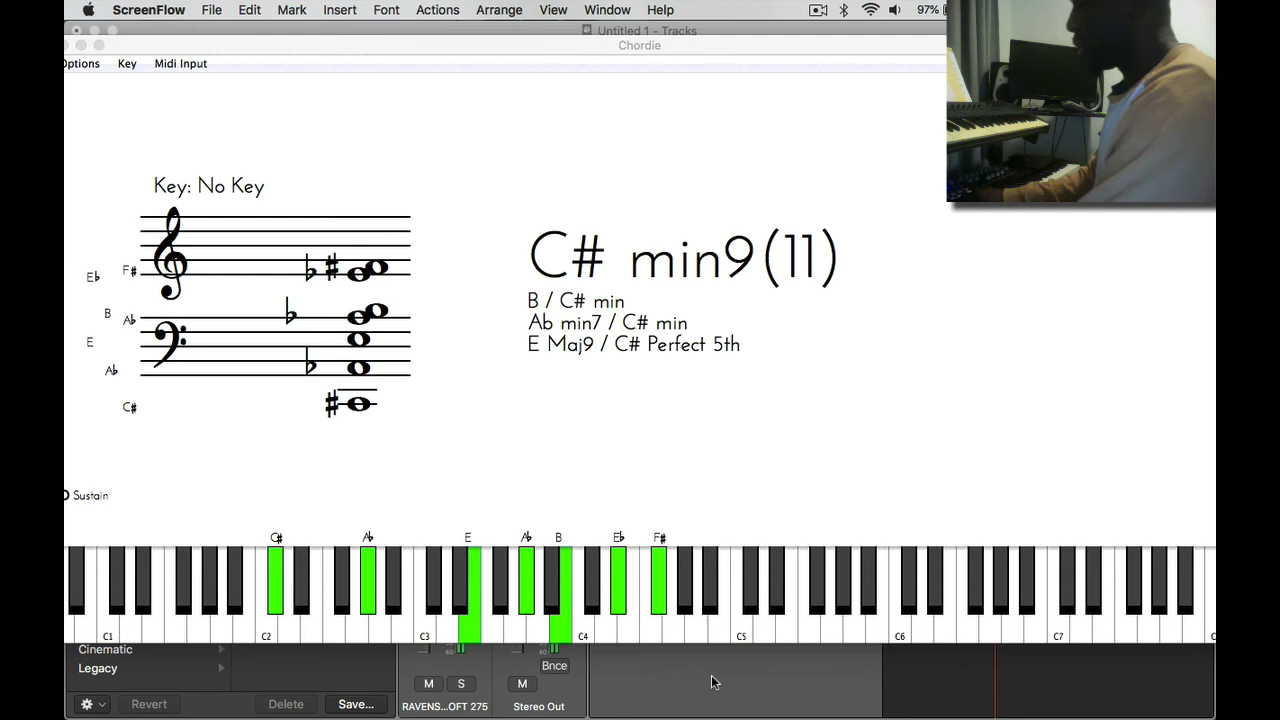 ScreenFlow File Edit Mark Insert Font Actions Arrange View Window Help 97%
Untitled 1 - Tracks
Chordie
Options Key Midi Input
Key: No Key
C# min9(11)
B / C# min
Ab min7 / C# min
E Maj9 / C# Perfect 5th
F#
Eb
B
Ab
E
Ab
C#
Sustain
C# Ab E Ab B Eb F#
C1 C2 C3 C4 C5 C6 C7
Cinematic
Legacy
Bnce
M S M
Revert Delete Save... RAVENS...OFT 275 Stereo Out